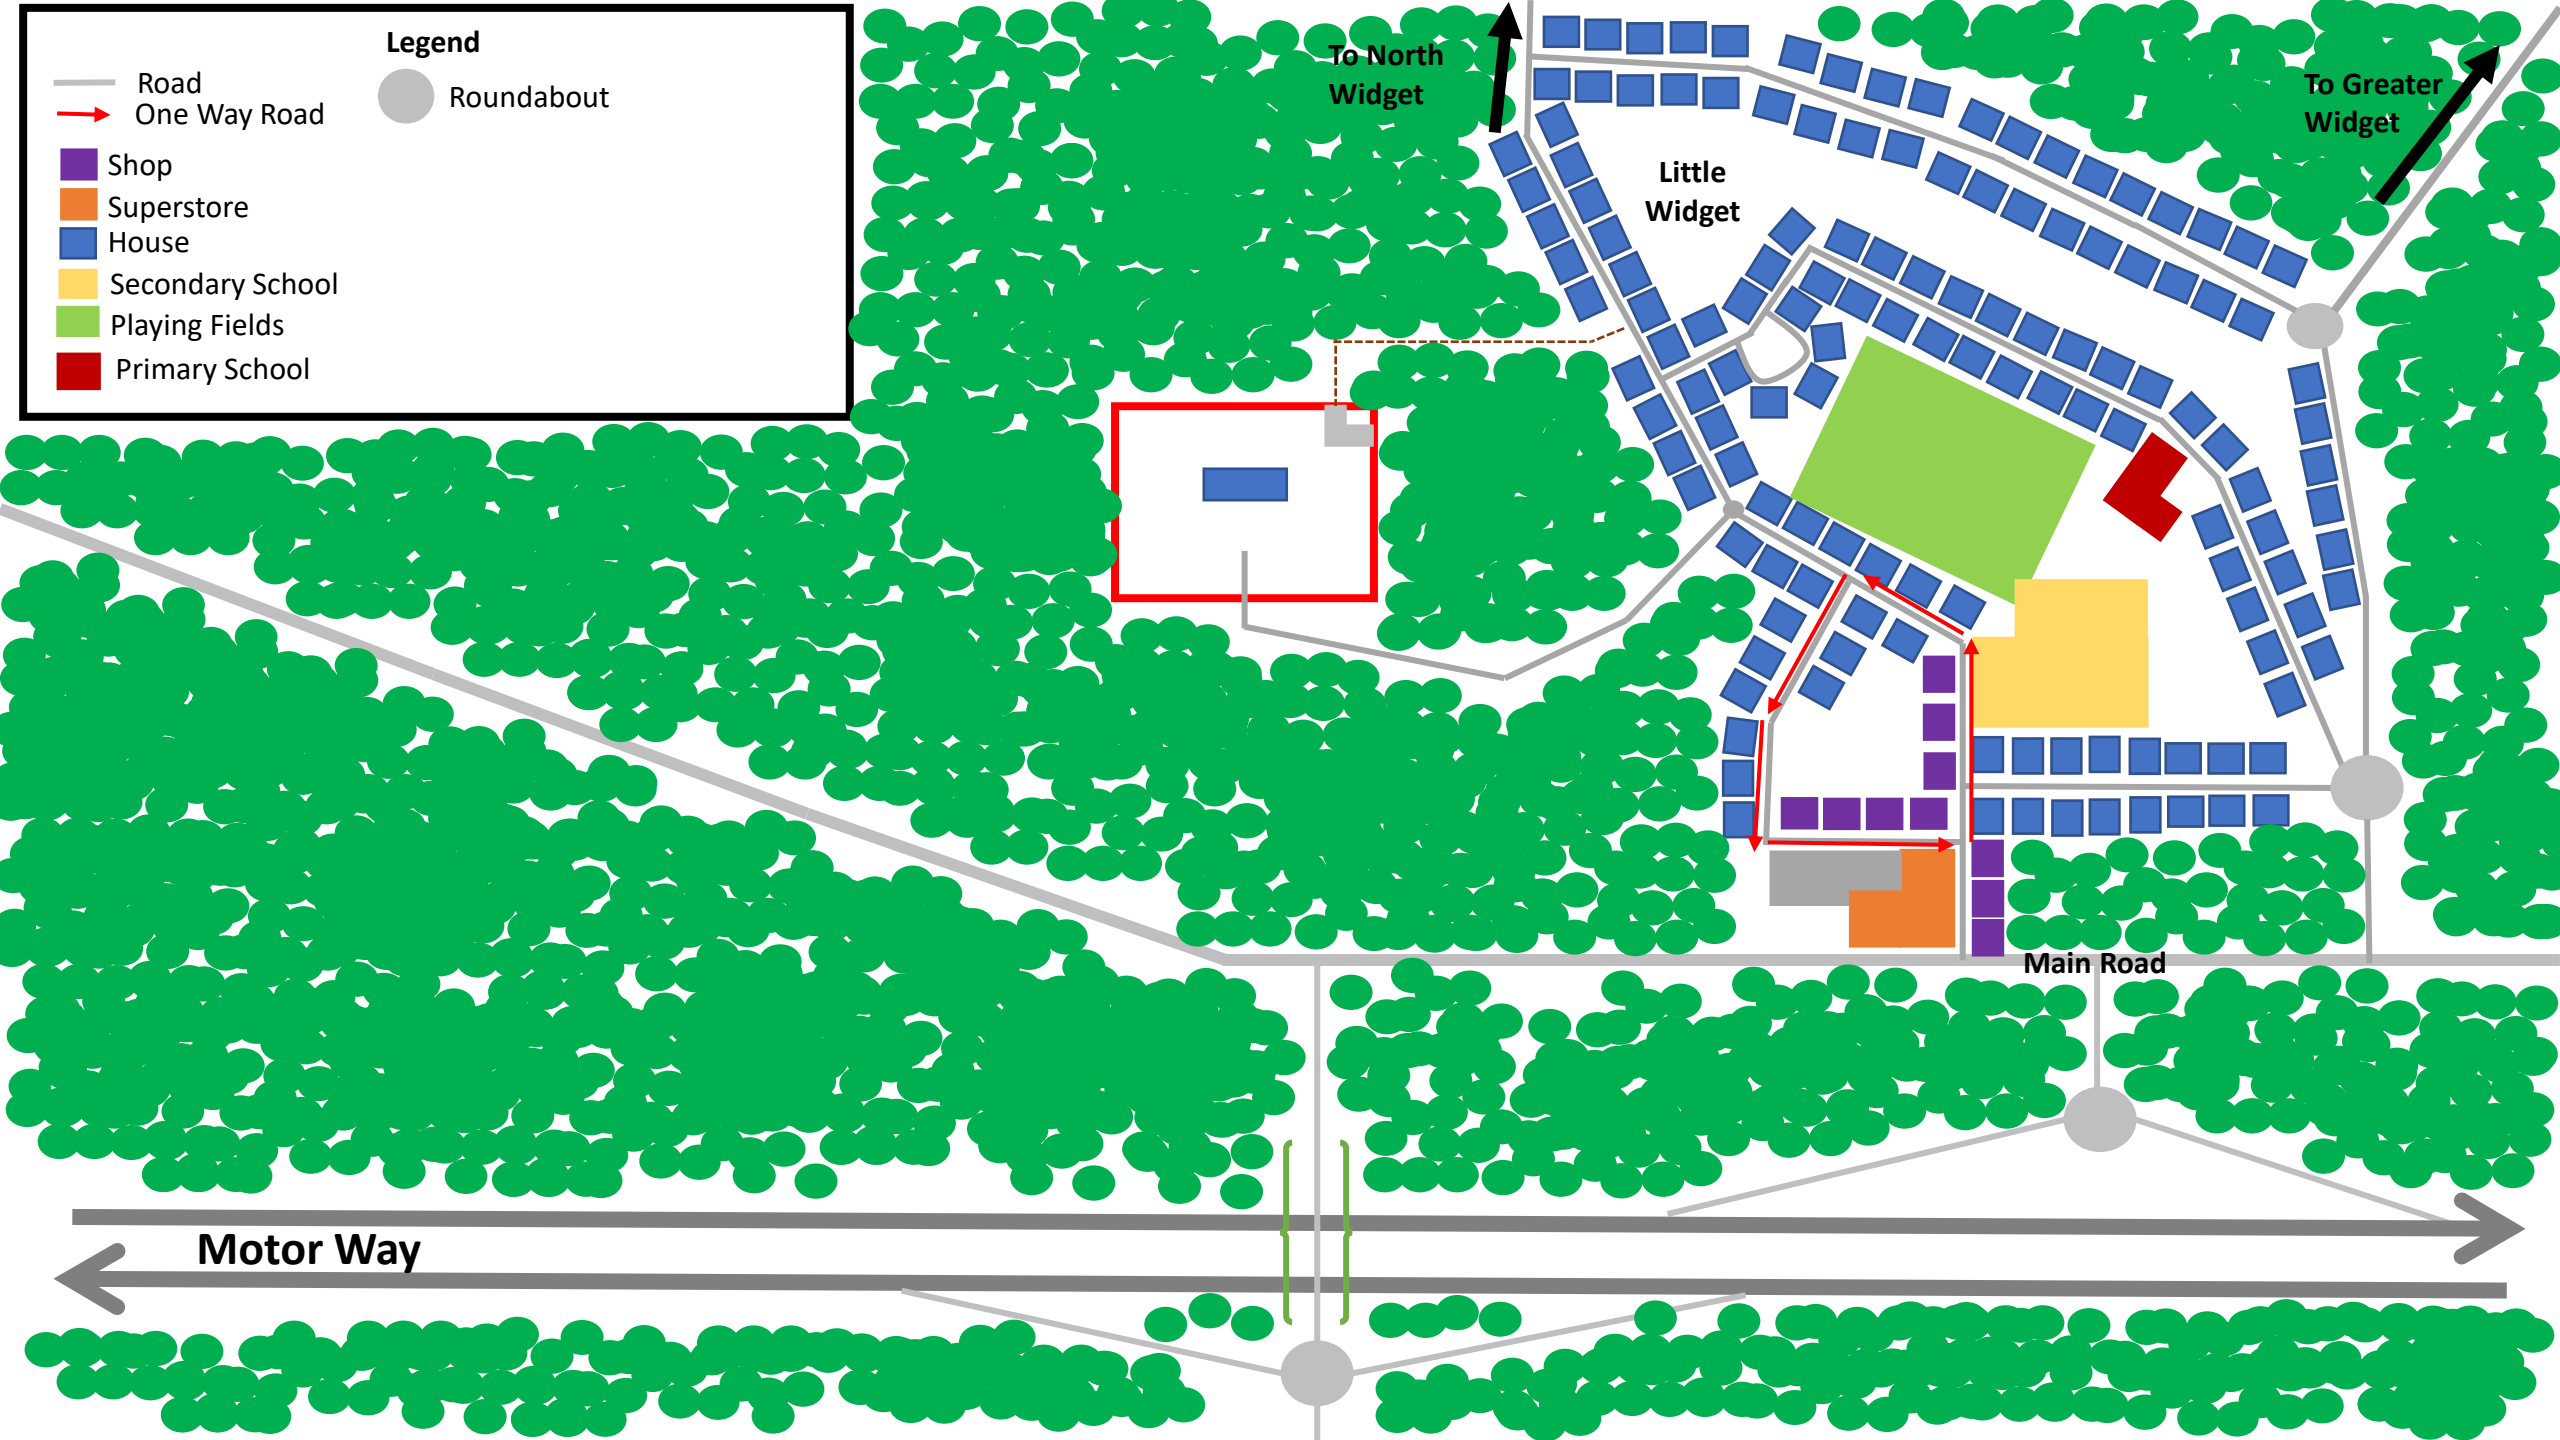 Legend
Road
One Way Road
Roundabout
Shop
Superstore
House
Secondary School
Playing Fields
Primary School
To North
Widget
To Greater
Widget
Little
Widget
Main Road
Motor Way